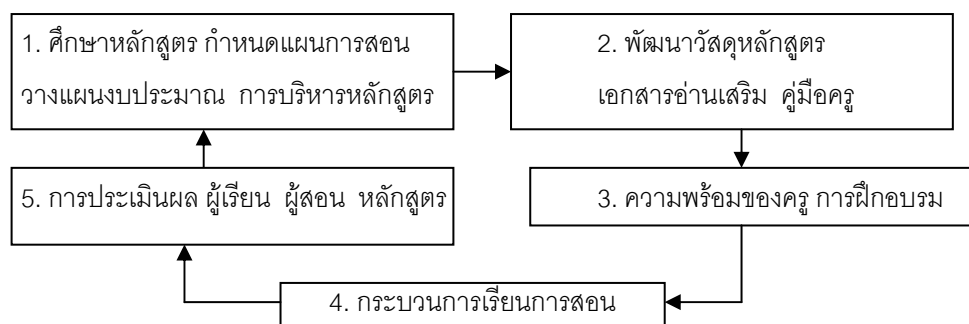 1. ศึกษาหลักสูตร กำหนดแผนการสอน
วางแผนงบประมาณ การบริหารหลักสูตร
2. พัฒนาวัสดุหลักสูตร
เอกสารอ่านเสริม คู่มือครู
3. ความพร้อมของครู การฝึกอบรม
4. กระบวนการเรียนการสอน
5. การประเมินผล ผู้เรียน ผู้สอน หลักสูตร